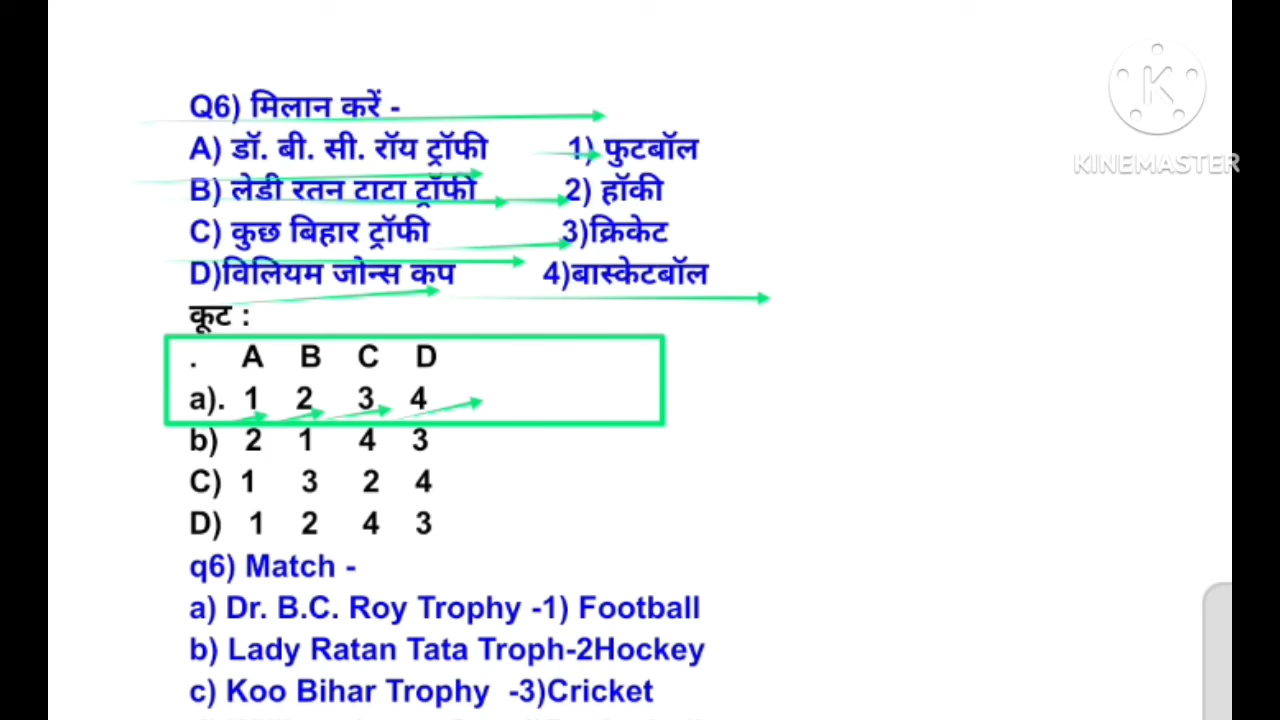 Q6) मिलान करें -
A) डॉ. बी. सी. रॉय ट्रॉफी 1) फुटबॉल
B) लेडी रतन टाटा ट्रॉफी 2) हॉकी
C) कुछ बिहार ट्रॉफी 3)क्रिकेट
D)विलियम जोन्स कप 4)बास्केटबॉल
कूट :
. A B C D
a). 1 2 3 4
b) 2 1 4 3
C) 1 3 2 4
D) 1 2 4 3
q6) Match -
a) Dr. B.C. Roy Trophy -1) Football
b) Lady Ratan Tata Troph-2Hockey
c) Koo Bihar Trophy -3)Cricket
K
KINEMASTER